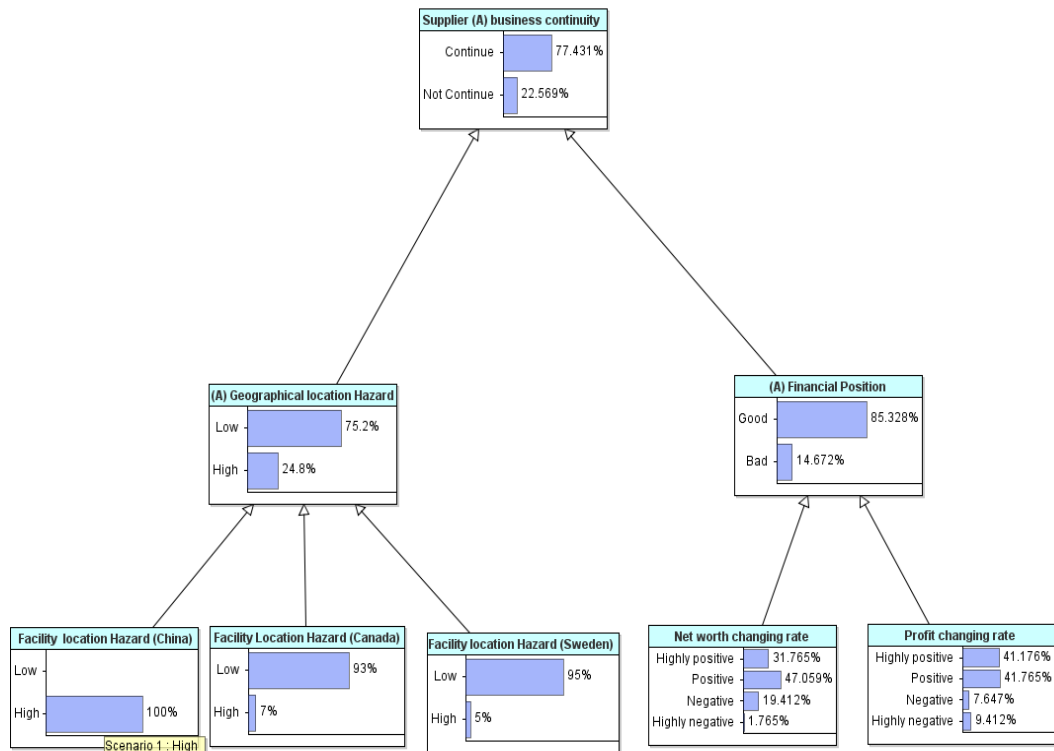 Supplier (A) business continuity
Continue 77.431%
Not Continue 22.569%
(A) Geographical location Hazard
Low 75.2%
High 24.8%
(A) Financial Position
Good 85.328%
Bad 14.672%
Facility location Hazard (China)
Low
High 100%
Scenario 1 : High
Facility Location Hazard (Canada)
Low 93%
High 7%
Facility location Hazard (Sweden)
Low 95%
High 5%
Net worth changing rate
Highly positive 31.765%
Positive 47.059%
Negative 19.412%
Highly negative 1.765%
Profit changing rate
Highly positive 41.176%
Positive 41.765%
Negative 7.647%
Highly negative 9.412%